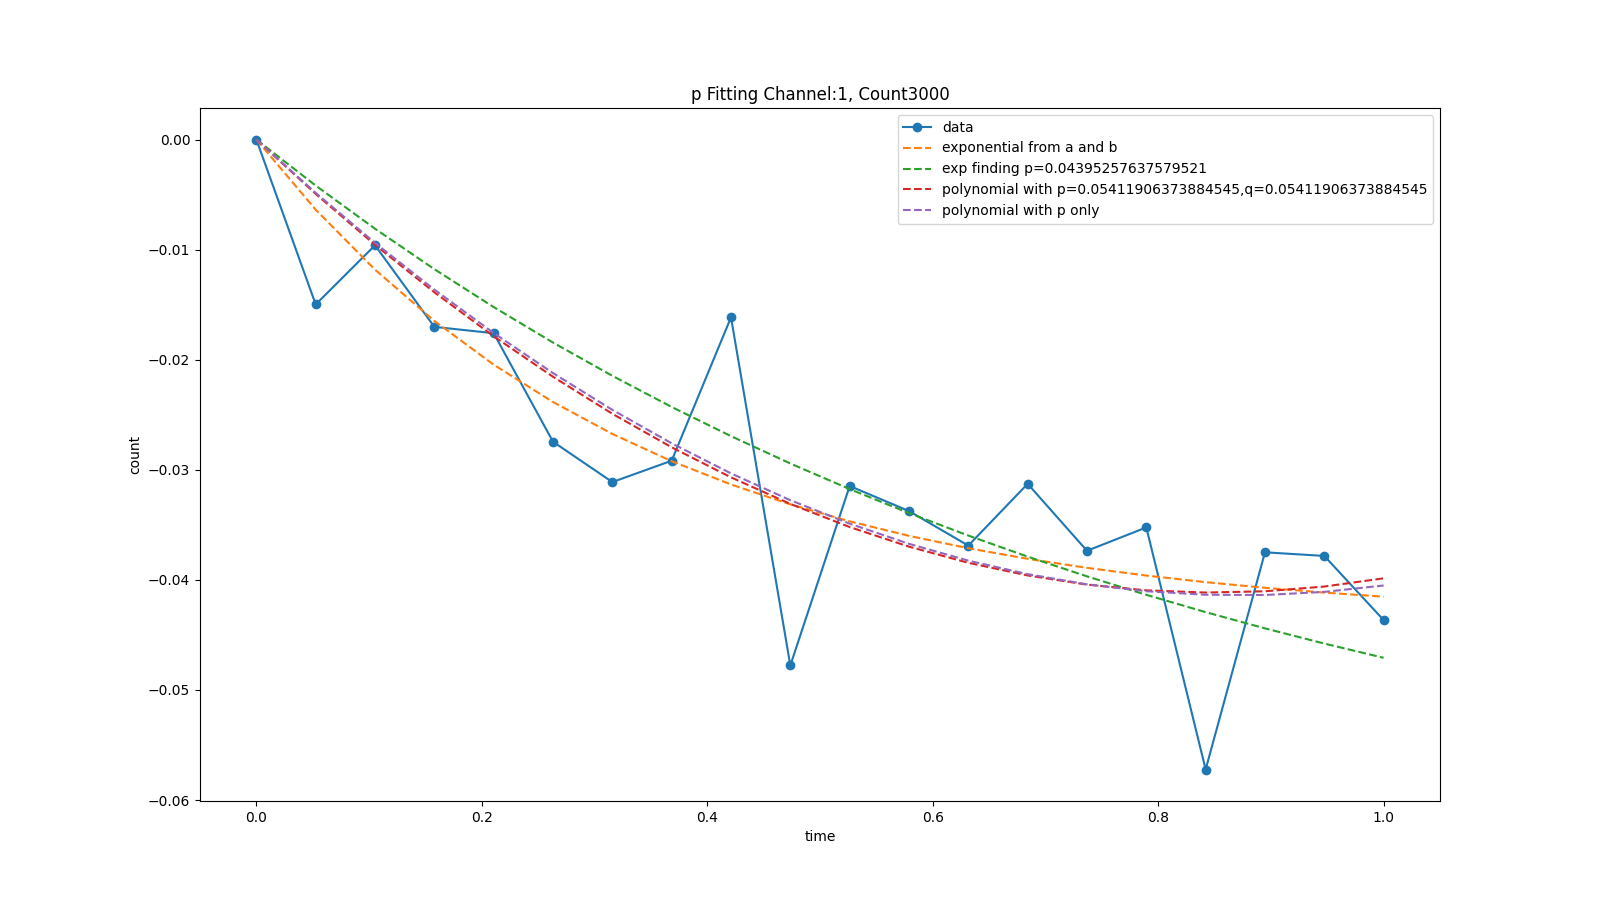 p Fitting Channel:1, Count3000
data
exponential from a and b
exp finding p=0.04395257637579521
polynomial with p=0.05411906373884545,q=0.05411906373884545
polynomial with p only
count
0.00
−0.01
−0.02
−0.03
−0.04
−0.05
−0.06
0.0 0.2 0.4 0.6 0.8 1.0
time